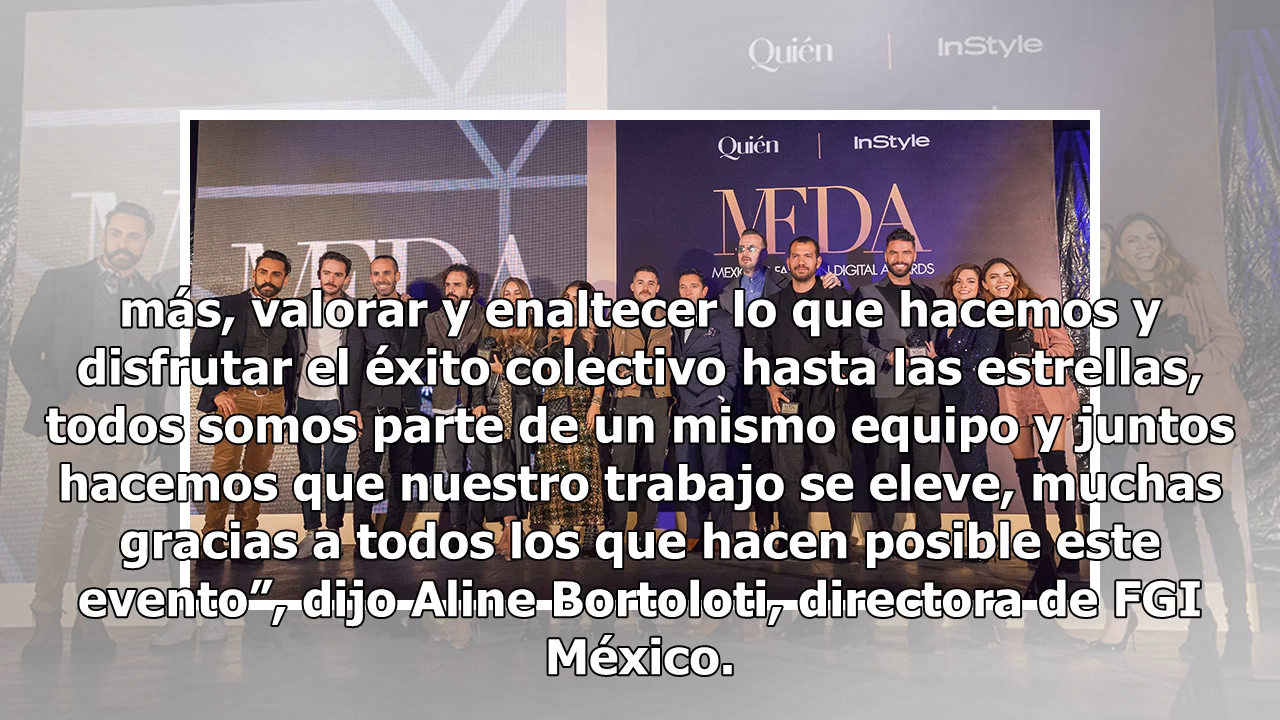 Quién | InStyle
Quién | InStyle
MFDA
MFDA
más, valorar y enaltecer lo que hacemos y
disfrutar el éxito colectivo hasta las estrellas,
todos somos parte de un mismo equipo y juntos
hacemos que nuestro trabajo se eleve, muchas
gracias a todos los que hacen posible este
evento”, dijo Aline Bortoloti, directora de FGI
México.